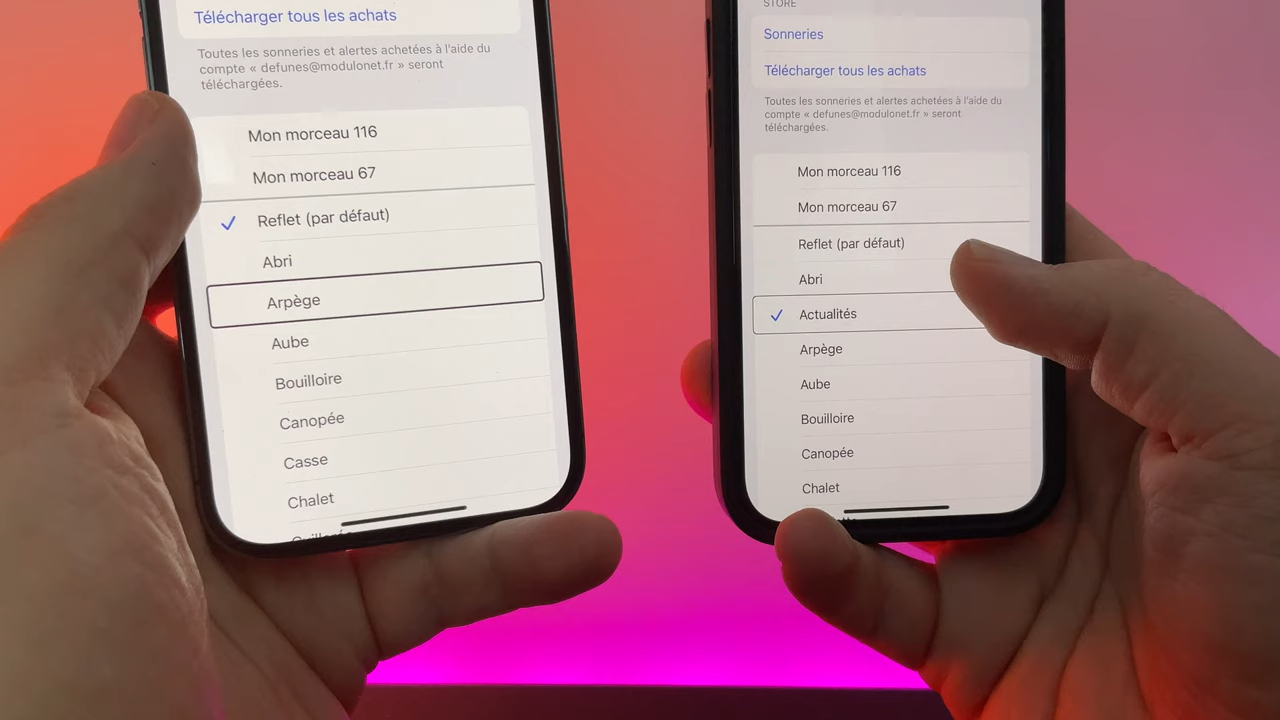 Télécharger tous les achats
Toutes les sonneries et alertes achetées à l'aide du
compte « defunes@modulonet.fr » seront
téléchargées.
Mon morceau 116
Mon morceau 67
Reflet (par défaut)
Abri
Arpège
Aube
Bouilloire
Canopée
Casse
Chalet
STORE
Sonneries
Télécharger tous les achats
Toutes les sonneries et alertes achetées à l'aide du
compte « defunes@modulonet.fr » seront
téléchargées.
Mon morceau 116
Mon morceau 67
Reflet (par défaut)
Abri
Actualités
Arpège
Aube
Bouilloire
Canopée
Chalet